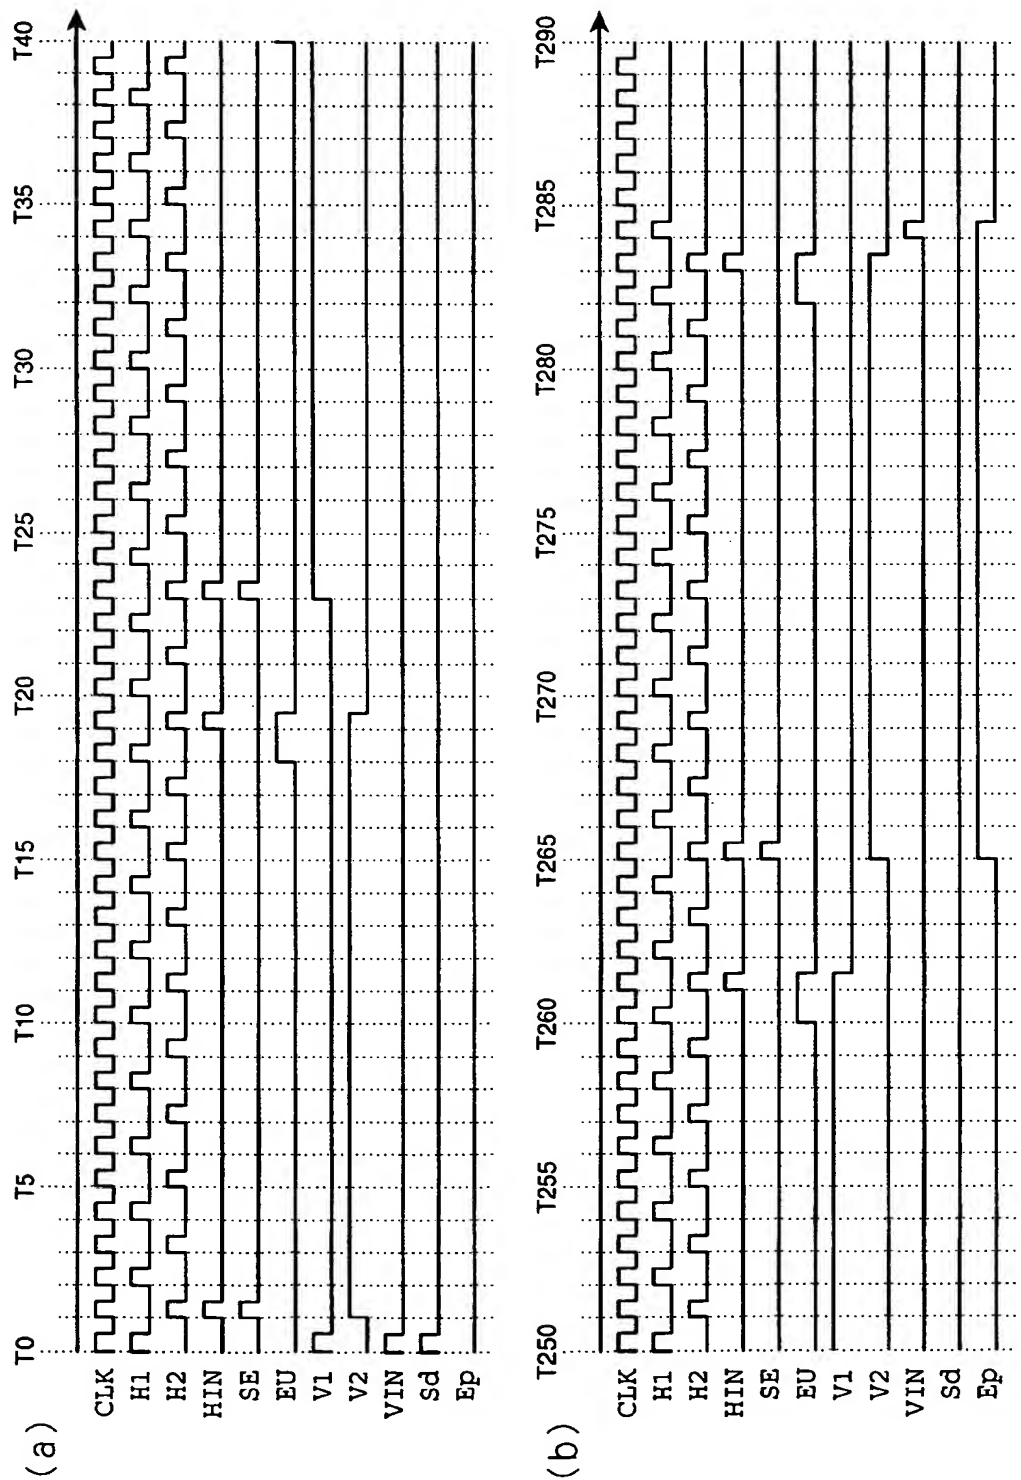 (a)
T0 T5 T10 T15 T20 T25 T30 T35 T40
CLK
H1
H2
HIN
SE
EU
V1
V2
VIN
Sd
Ep
(b)
T250 T255 T260 T265 T270 T275 T280 T285 T290
CLK
H1
H2
HIN
SE
EU
V1
V2
VIN
Sd
Ep